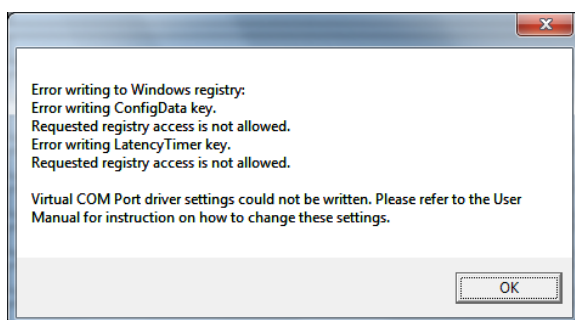 Error writing to Windows registry:
Error writing ConfigData key.
Requested registry access is not allowed.
Error writing LatencyTimer key.
Requested registry access is not allowed.
Virtual COM Port driver settings could not be written. Please refer to the User
Manual for instruction on how to change these settings.
OK